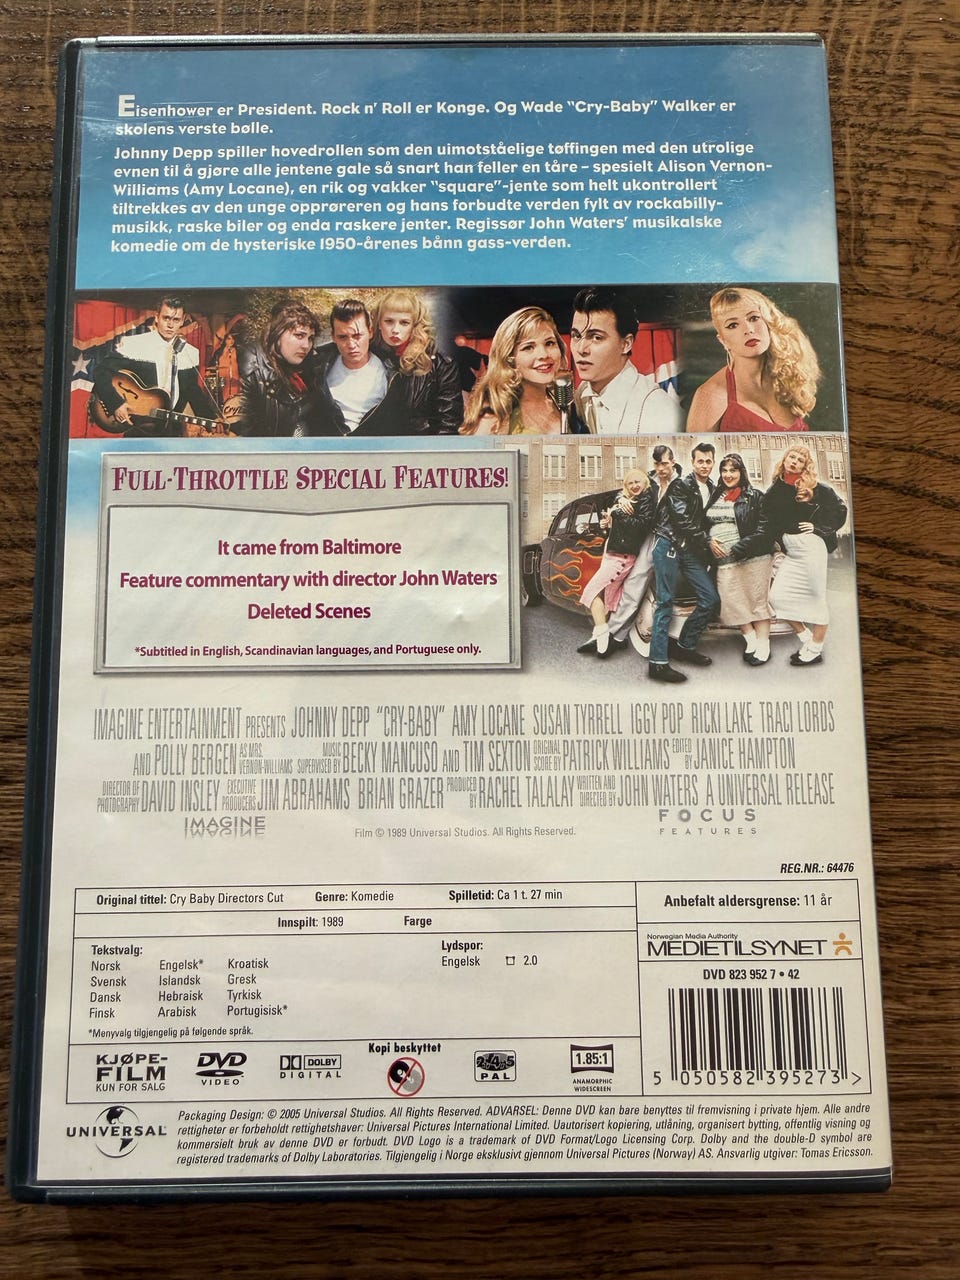 Eisenhower er President. Rock n' Roll er Konge. Og Wade "Cry-Baby" Walker er
skolens verste bølle.
Johnny Depp spiller hovedrollen som den uimotståelige tøffingen med den utrolige
evnen til å gjøre alle jentene gale så snart han feller en tåre – spesielt Alison Vernon-
Williams (Amy Locane), en rik og vakker "square"-jente som helt ukontrollert
tiltrekkes av den unge opprøreren og hans forbudte verden fylt av rockabilly-
musikk, raske biler og enda raskere jenter. Regissør John Waters' musikalske
komedie om de hysteriske 1950-årenes bånn gass-verden.
FULL-THROTTLE SPECIAL FEATURES!
It came from Baltimore
Feature commentary with director John Waters
Deleted Scenes
*Subtitled in English, Scandinavian languages, and Portuguese only.
IMAGINE ENTERTAINMENT PRESENTS JOHNNY DEPP "CRY-BABY" AMY LOCANE SUSAN TYRRELL IGGY POP RICKI LAKE TRACI LORDS
AND POLLY BERGEN AS MRS. VERNON-WILLIAMS MUSIC SUPERVISED BY BECKY MANCUSO AND TIM SEXTON ORIGINAL SCORE BY PATRICK WILLIAMS EDITED BY JANICE HAMPTON
DIRECTOR OF PHOTOGRAPHY DAVID INSLEY EXECUTIVE PRODUCERS JIM ABRAHAMS BRIAN GRAZER PRODUCED BY RACHEL TALALAY WRITTEN AND DIRECTED BY JOHN WATERS A UNIVERSAL RELEASE
IMAGINE
Film © 1989 Universal Studios. All Rights Reserved.
FOCUS
FEATURES
REG.NR.: 64476
Original tittel: Cry Baby Directors Cut Genre: Komedie Spilletid: Ca 1 t. 27 min
Innspilt: 1989 Farge
Anbefalt aldersgrense: 11 år
Tekstvalg:
Norsk Engelsk* Kroatisk
Svensk Islandsk Gresk
Dansk Hebraisk Tyrkisk
Finsk Arabisk Portugisisk*
*Menyvalg tilgjengelig på følgende språk.
Lydspor:
Engelsk 2.0
Norwegian Media Authority
MEDIETILSYNET
DVD 823 952 7 • 42
5 050582 395273 >
KJØPE-
FILM
KUN FOR SALG
DVD
VIDEO
DOLBY
DIGITAL
Kopi beskyttet
2•4•5
PAL
1.85:1
ANAMORPHIC
WIDESCREEN
UNIVERSAL
Packaging Design: © 2005 Universal Studios. All Rights Reserved. ADVARSEL: Denne DVD kan bare benyttes til fremvisning i private hjem. Alle andre
rettigheter er forbeholdt rettighetshaver: Universal Pictures International Limited. Uautorisert kopiering, utlåning, organisert bytting, offentlig visning og
kommersielt bruk av denne DVD er forbudt. DVD Logo is a trademark of DVD Format/Logo Licensing Corp. Dolby and the double-D symbol are
registered trademarks of Dolby Laboratories. Tilgjengelig i Norge eksklusivt gjennom Universal Pictures (Norway) AS. Ansvarlig utgiver: Tomas Ericsson.